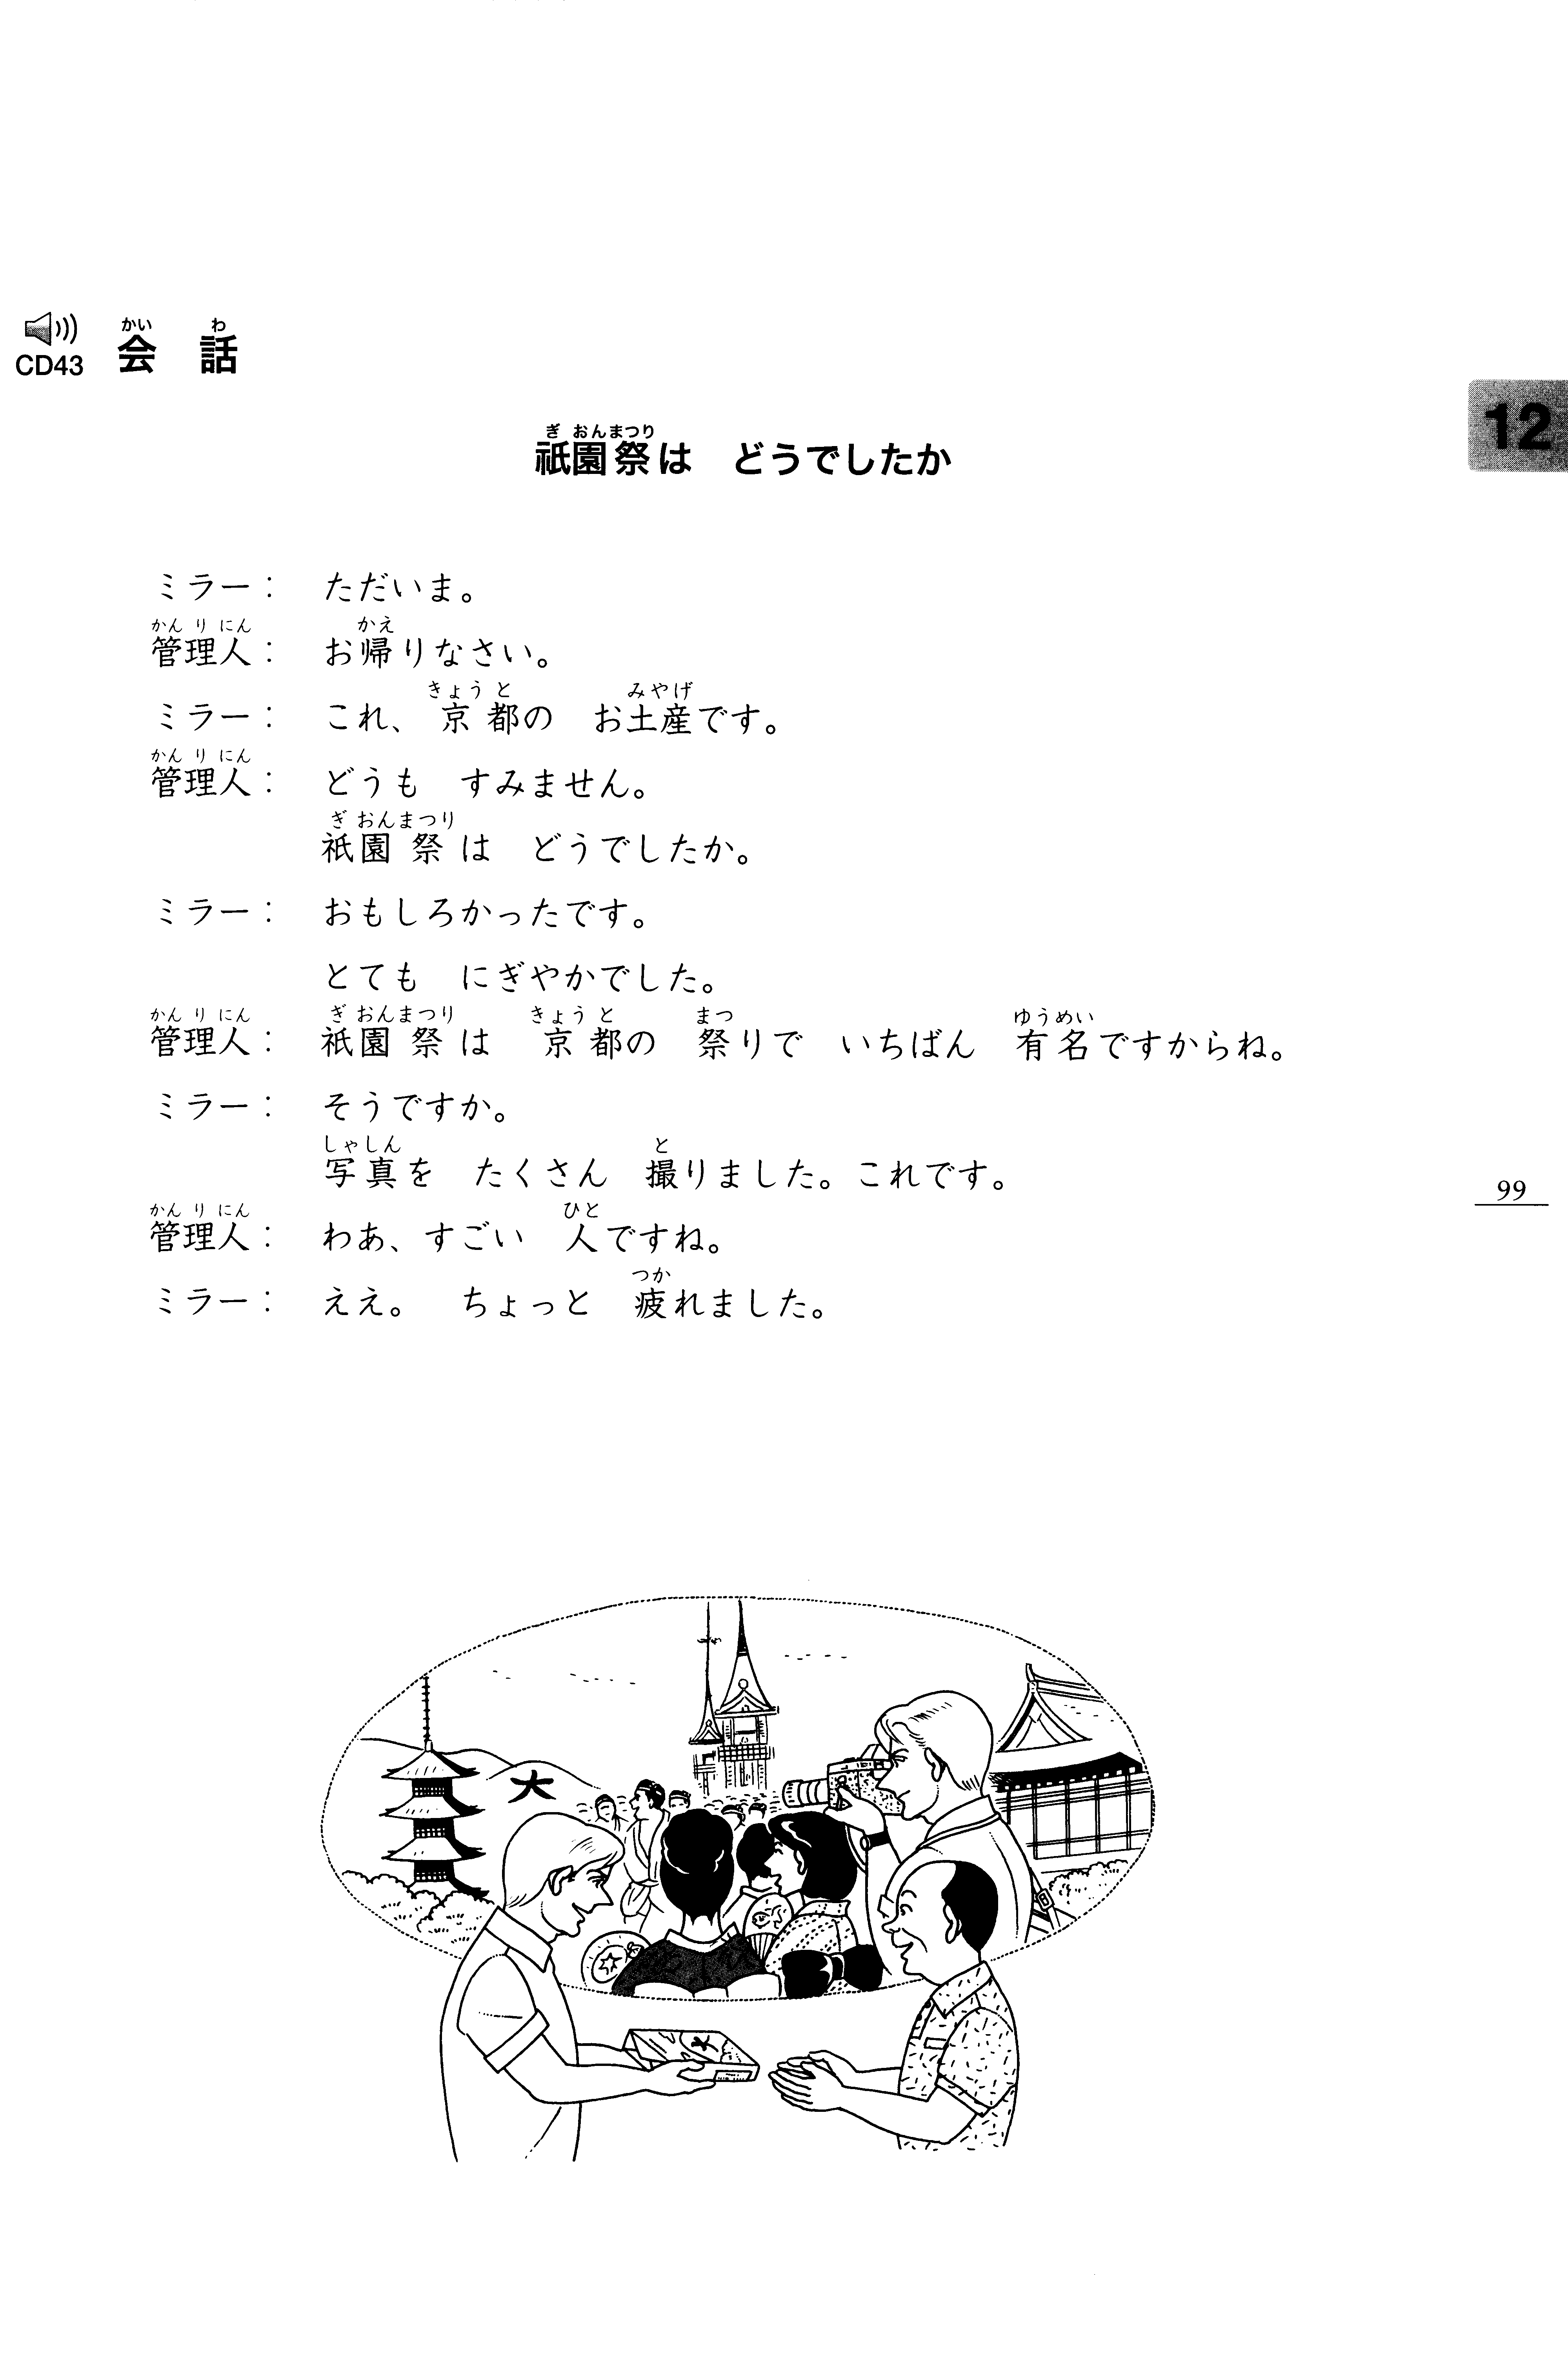 CD43
会話
かい わ
12
祇園祭は どうでしたか
ぎ おんまつり
ミラー： ただいま。
管理人： お帰りなさい。
かん り にん かえ
ミラー： これ、京都の お土産です。
きょう と みやげ
管理人： どうも すみません。
かん り にん
祇園祭は どうでしたか。
ぎ おんまつり
ミラー： おもしろかったです。
とても にぎやかでした。
管理人： 祇園祭は 京都の 祭りで いちばん 有名ですからね。
かん り にん ぎ おんまつり きょう と まつ ゆうめい
ミラー： そうですか。
写真を たくさん 撮りました。これです。
しゃしん と
管理人： わあ、すごい 人ですね。
かん り にん ひと
ミラー： ええ。 ちょっと 疲れました。
つか
99
大
大